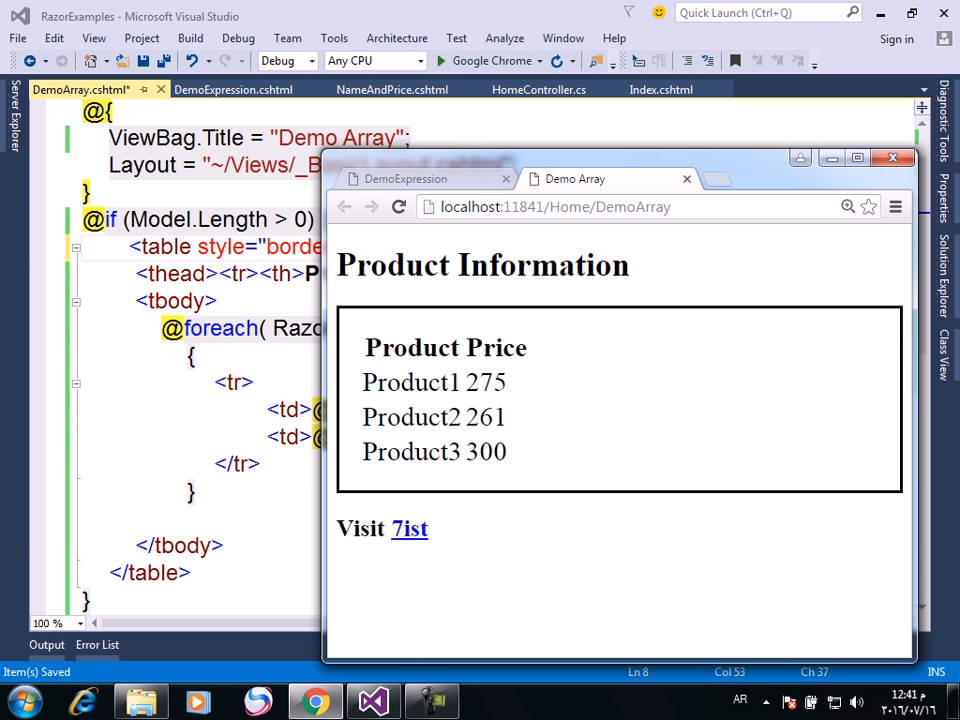 RazorExamples - Microsoft Visual Studio
Quick Launch (Ctrl+Q)
File Edit View Project Build Debug Team Tools Architecture Test Analyze Window Help
Sign in
Debug Any CPU Google Chrome
DemoArray.cshtml* DemoExpression.cshtml NameAndPrice.cshtml HomeController.cs Index.cshtml
Server Explorer
Diagnostic Tools
Properties
Solution Explorer
Class View
@{
ViewBag.Title = "Demo Array";
Layout = "~/Views/_BasicLayout.cshtml";
}
@if (Model.Length > 0)
<table style="borde
<thead><tr><th>P
<tbody>
@foreach( Razo
{
<tr>
<td>@
<td>@
</tr>
}
</tbody>
</table>
}
DemoExpression
Demo Array
localhost:11841/Home/DemoArray
Product Information
Product Price
Product1 275
Product2 261
Product3 300
Visit 7ist
100 %
Output Error List
Item(s) Saved Ln 8 Col 53 Ch 37 INS
AR
12:41 م
٢٠١٦/٠٧/١٦